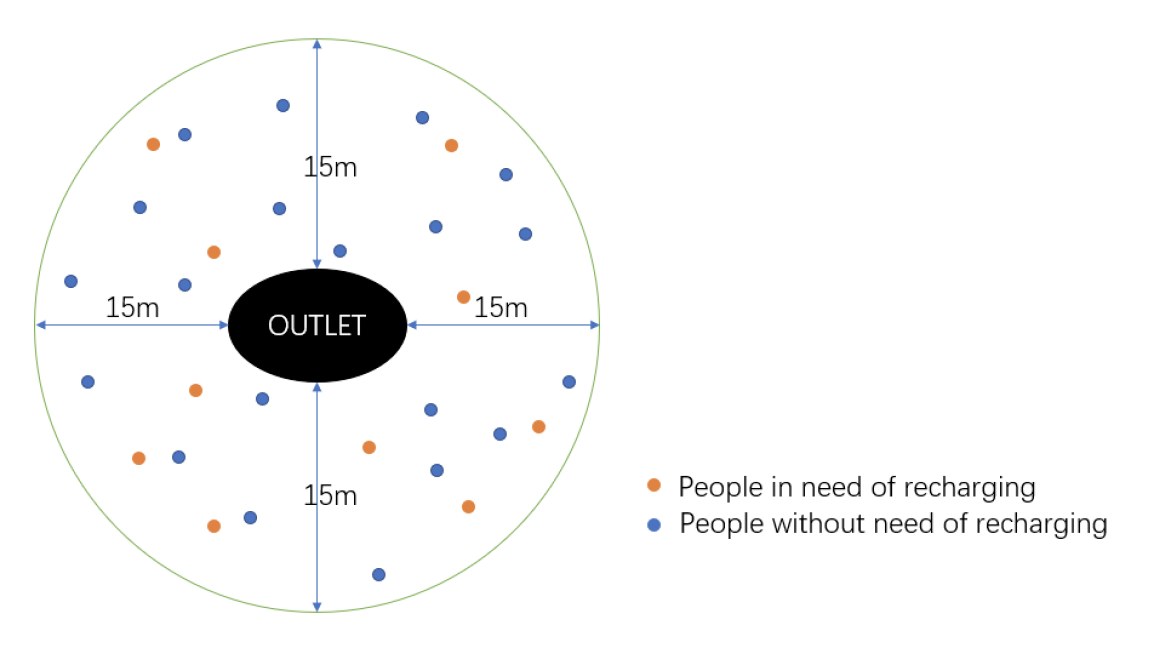 15m
15m
OUTLET
15m
15m
People in need of recharging
People without need of recharging